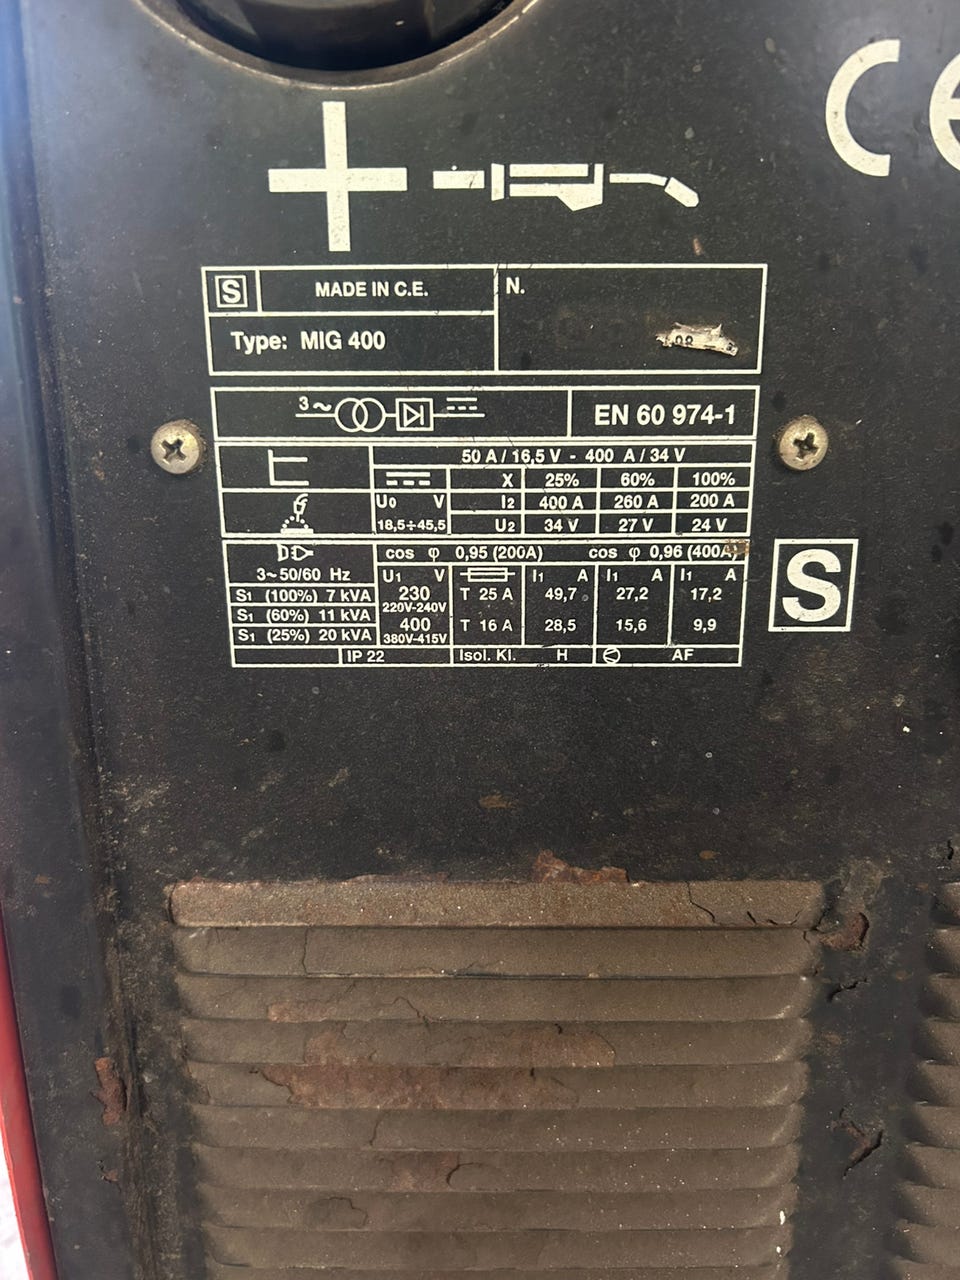 CE
S MADE IN C.E. N.
Type: MIG 400
3~ EN 60 974-1
50 A / 16,5 V - 400 A / 34 V
X 25% 60% 100%
U0 V I2 400 A 260 A 200 A
18,5÷45,5 U2 34 V 27 V 24 V
cos φ 0,95 (200A) cos φ 0,96 (400A)
3~50/60 Hz U1 V I1 A I1 A I1 A
S1 (100%) 7 kVA 230 T 25 A 49,7 27,2 17,2
220V-240V
S1 (60%) 11 kVA
400 T 16 A 28,5 15,6 9,9
S1 (25%) 20 kVA 380V-415V
IP 22 Isol. Kl. H AF
S